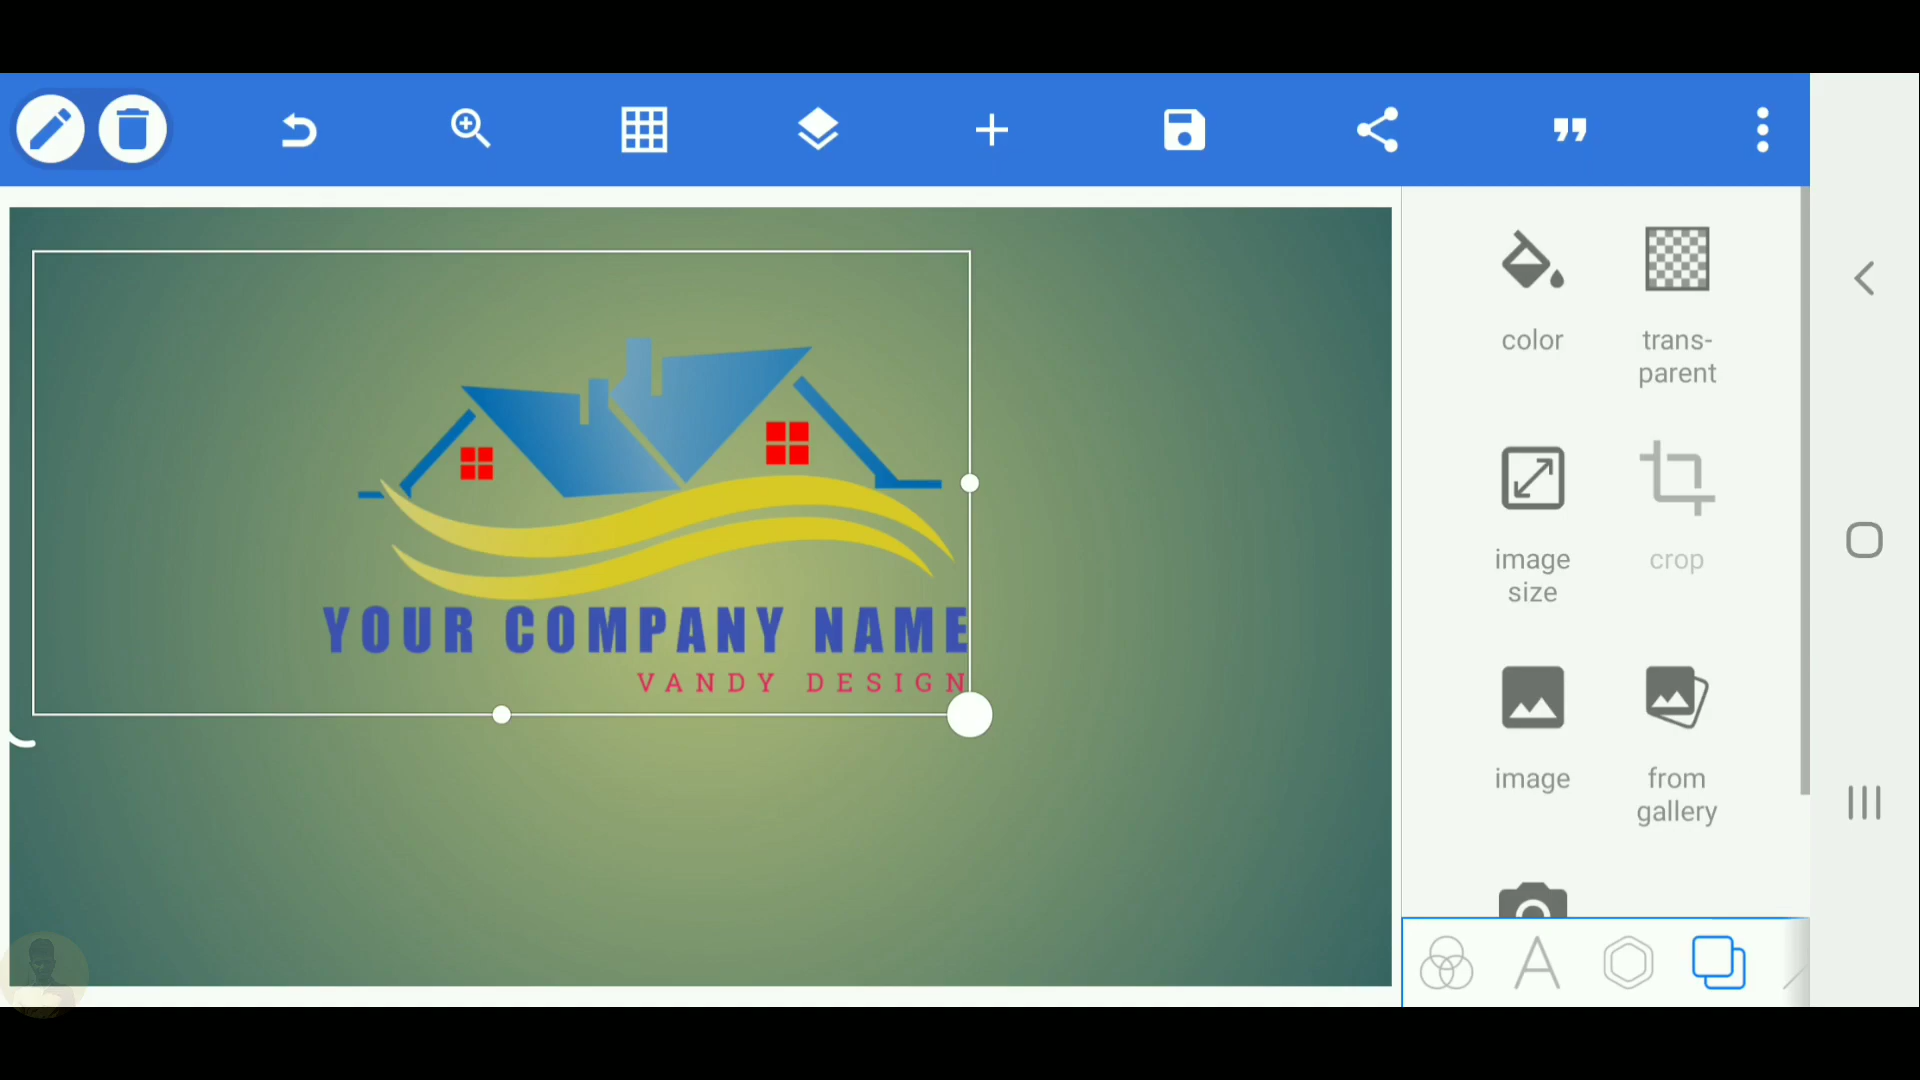 color
trans-
parent
image
size
crop
YOUR COMPANY NAME
VANDY DESIGN
image
from
gallery